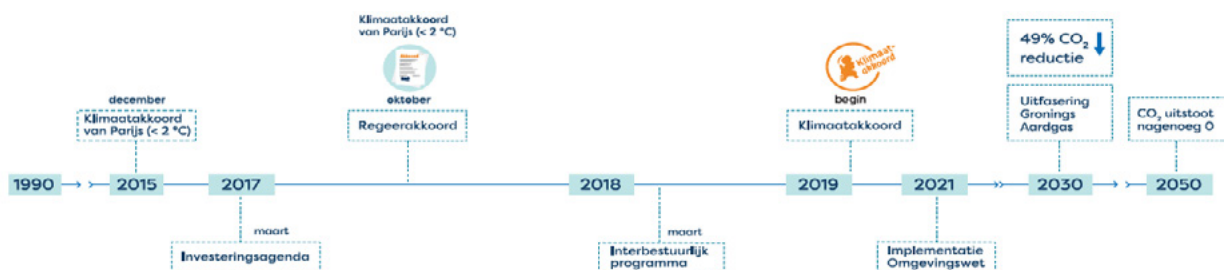 Klimaatakkoord
van Parijs (< 2 °C)
49% CO₂
reductie
Klimaat-
akkoord
december
oktober
begin
Klimaatakkoord
van Parijs (< 2 °C)
Regeerakkoord
Klimaatakkoord
Uitfasering
Gronings
Aardgas
CO₂ uitstoot
nagenoeg 0
1990
2015
2017
2018
2019
2021
2030
2050
maart
Investeringsagenda
maart
Interbestuurlijk
programma
Implementatie
Omgevingswet